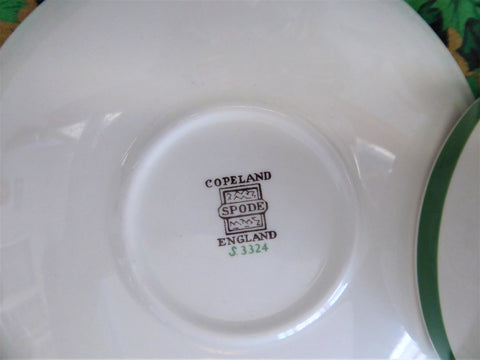 COPELAND
SPODE
ENGLAND
S.3324